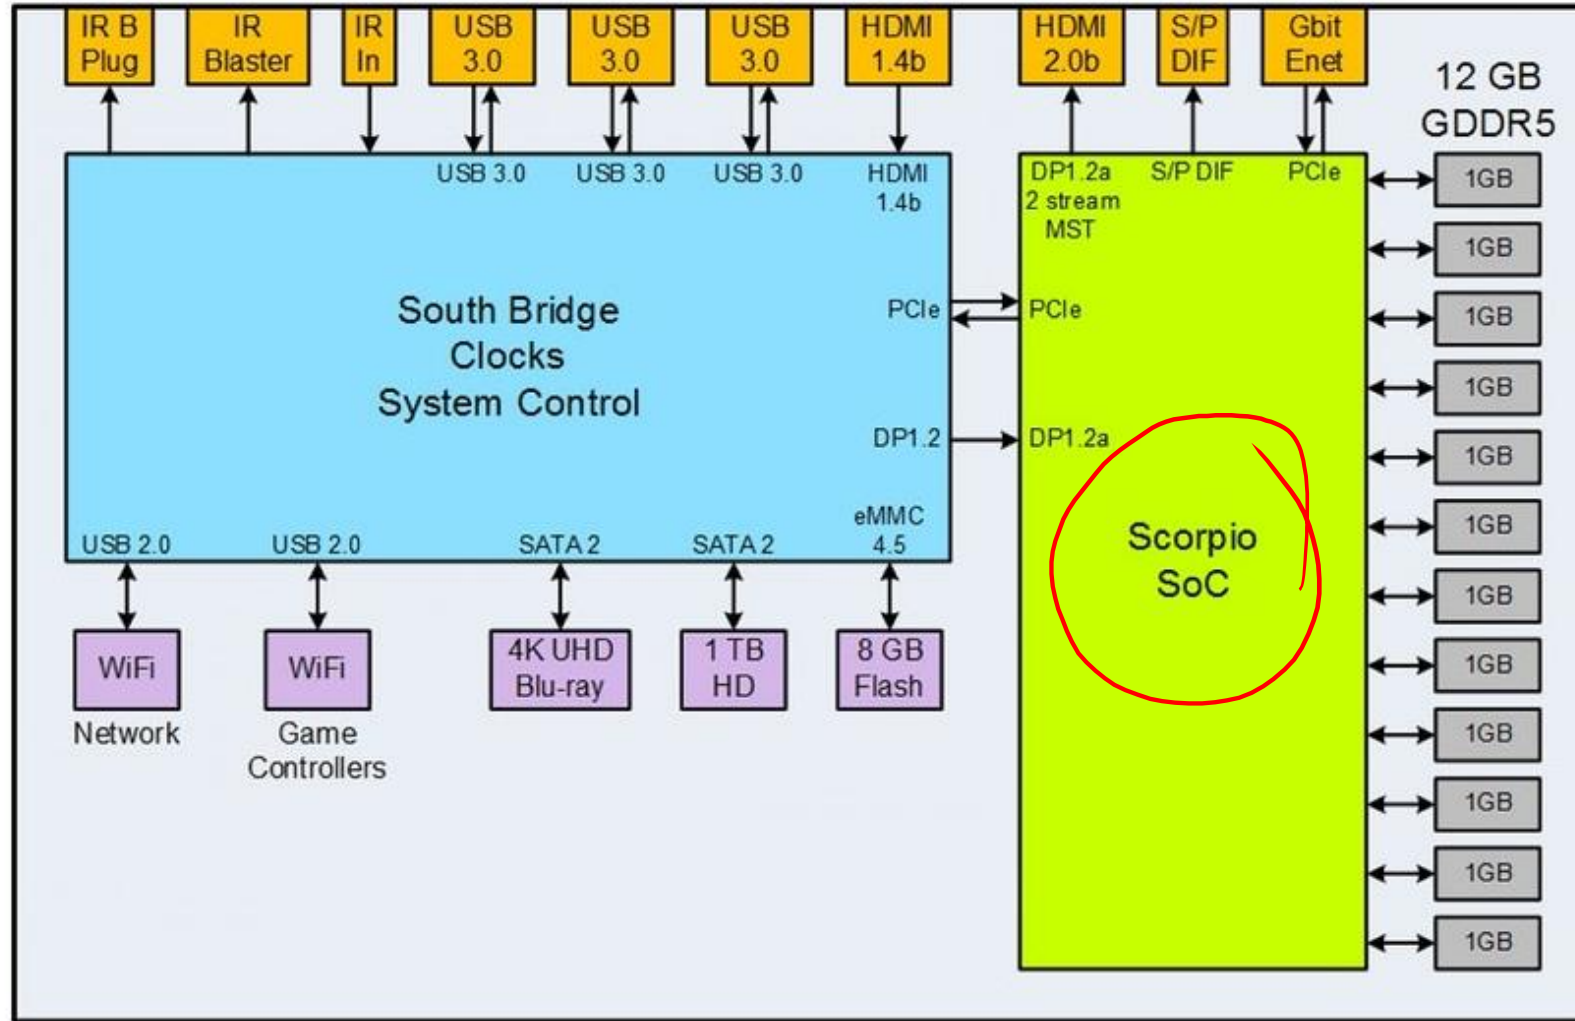 IR B
Plug
IR
Blaster
IR
In
USB
3.0
USB
3.0
USB
3.0
HDMI
1.4b
HDMI
2.0b
S/P
DIF
Gbit
Enet
12 GB
GDDR5
USB 3.0
USB 3.0
USB 3.0
HDMI
1.4b
DP1.2a
2 stream
MST
S/P DIF
PCIe
South Bridge
Clocks
System Control
PCIe
PCIe
DP1.2
DP1.2a
eMMC
4.5
USB 2.0
USB 2.0
SATA 2
SATA 2
Scorpio
SoC
WiFi
Network
WiFi
Game
Controllers
4K UHD
Blu-ray
1 TB
HD
8 GB
Flash
1GB
1GB
1GB
1GB
1GB
1GB
1GB
1GB
1GB
1GB
1GB
1GB